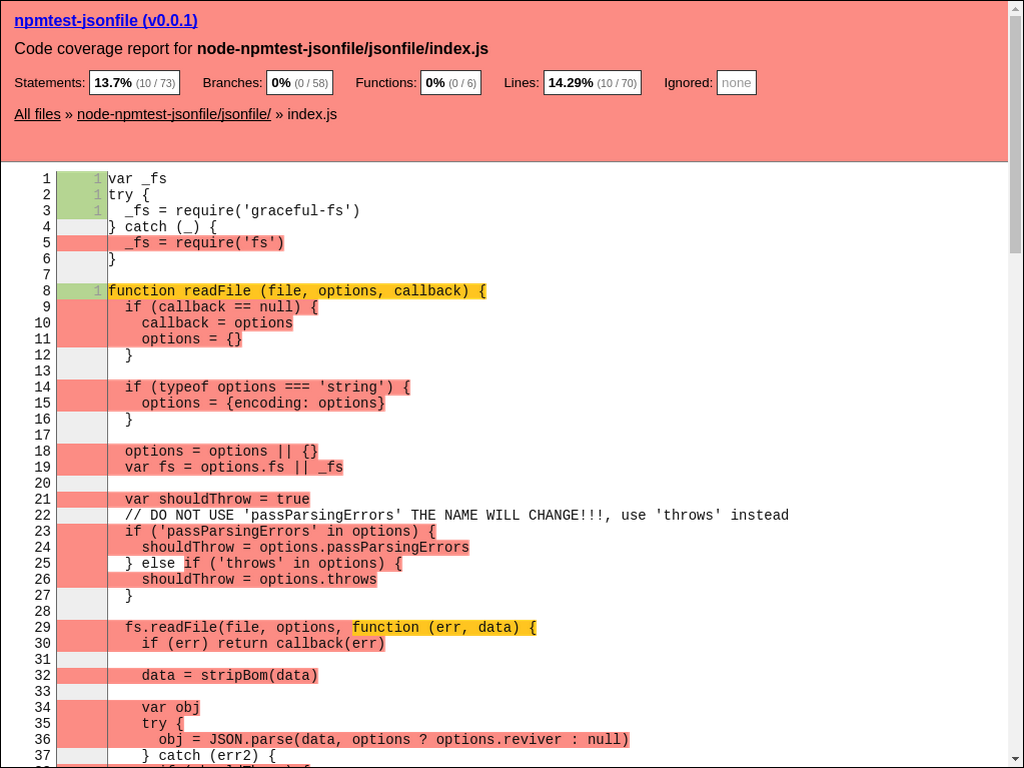 npmtest-jsonfile (v0.0.1)
Code coverage report for node-npmtest-jsonfile/jsonfile/index.js
Statements: 13.7% (10 / 73) Branches: 0% (0 / 58) Functions: 0% (0 / 6) Lines: 14.29% (10 / 70) Ignored: none
All files » node-npmtest-jsonfile/jsonfile/ » index.js
1 1 var _fs
2 1 try {
3 1   _fs = require('graceful-fs')
4 } catch (_) {
5   _fs = require('fs')
6 }
7
8 1 function readFile (file, options, callback) {
9   if (callback == null) {
10     callback = options
11     options = {}
12   }
13
14   if (typeof options === 'string') {
15     options = {encoding: options}
16   }
17
18   options = options || {}
19   var fs = options.fs || _fs
20
21   var shouldThrow = true
22   // DO NOT USE 'passParsingErrors' THE NAME WILL CHANGE!!!, use 'throws' instead
23   if ('passParsingErrors' in options) {
24     shouldThrow = options.passParsingErrors
25   } else if ('throws' in options) {
26     shouldThrow = options.throws
27   }
28
29   fs.readFile(file, options, function (err, data) {
30     if (err) return callback(err)
31
32     data = stripBom(data)
33
34     var obj
35     try {
36       obj = JSON.parse(data, options ? options.reviver : null)
37     } catch (err2) {